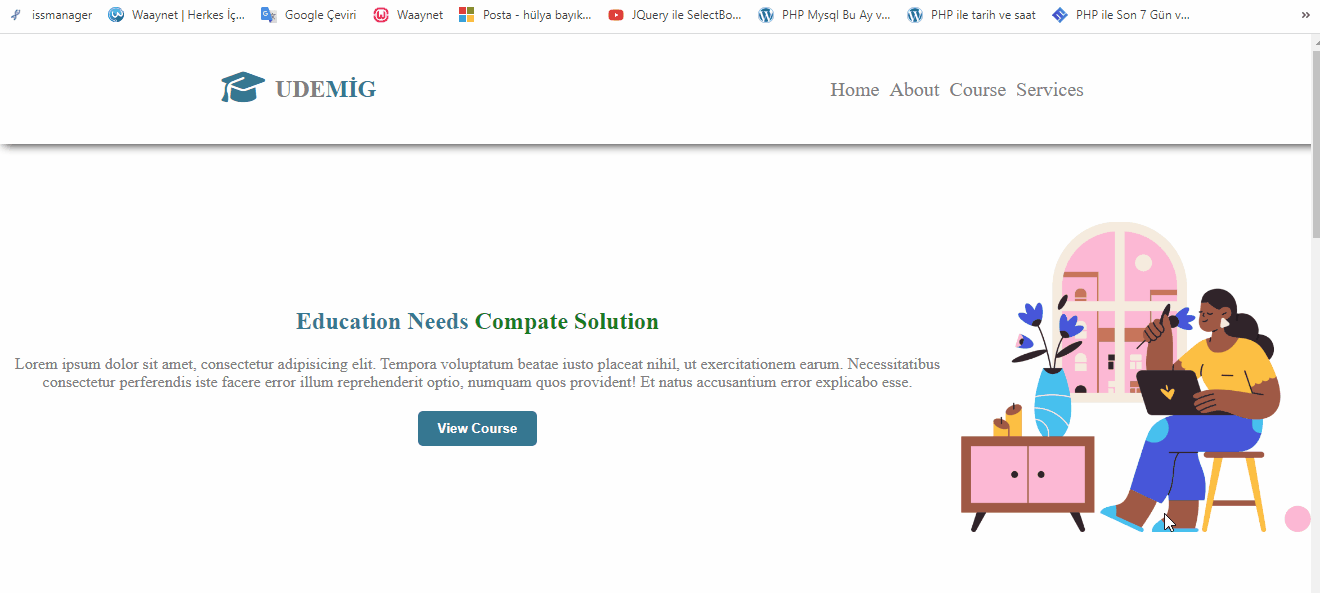 issmanager Waaynet | Herkes İç... Google Çeviri Waaynet Posta - hülya bayık... JQuery ile SelectBo... PHP Mysql Bu Ay v... PHP ile tarih ve saat PHP ile Son 7 Gün v... »
UDEMİG Home About Course Services
Education Needs Compate Solution
Lorem ipsum dolor sit amet, consectetur adipisicing elit. Tempora voluptatum beatae iusto placeat nihil, ut exercitationem earum. Necessitatibus
consectetur perferendis iste facere error illum reprehenderit optio, numquam quos provident! Et natus accusantium error explicabo esse.
View Course